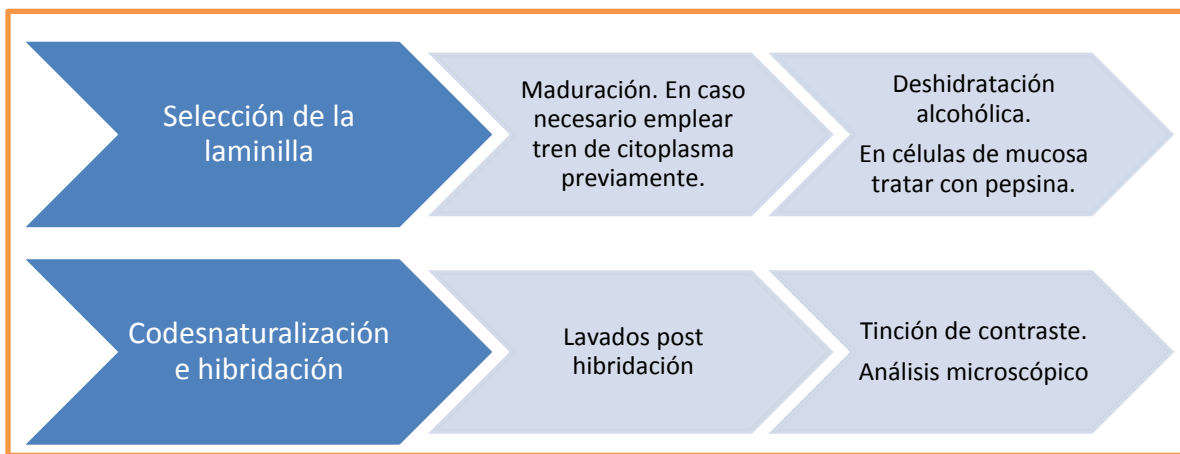 Selección de la
laminilla
Maduración. En caso
necesario emplear
tren de citoplasma
previamente.
Deshidratación
alcohólica.
En células de mucosa
tratar con pepsina.
Codesnaturalización
e hibridación
Lavados post
hibridación
Tinción de contraste.
Análisis microscópico